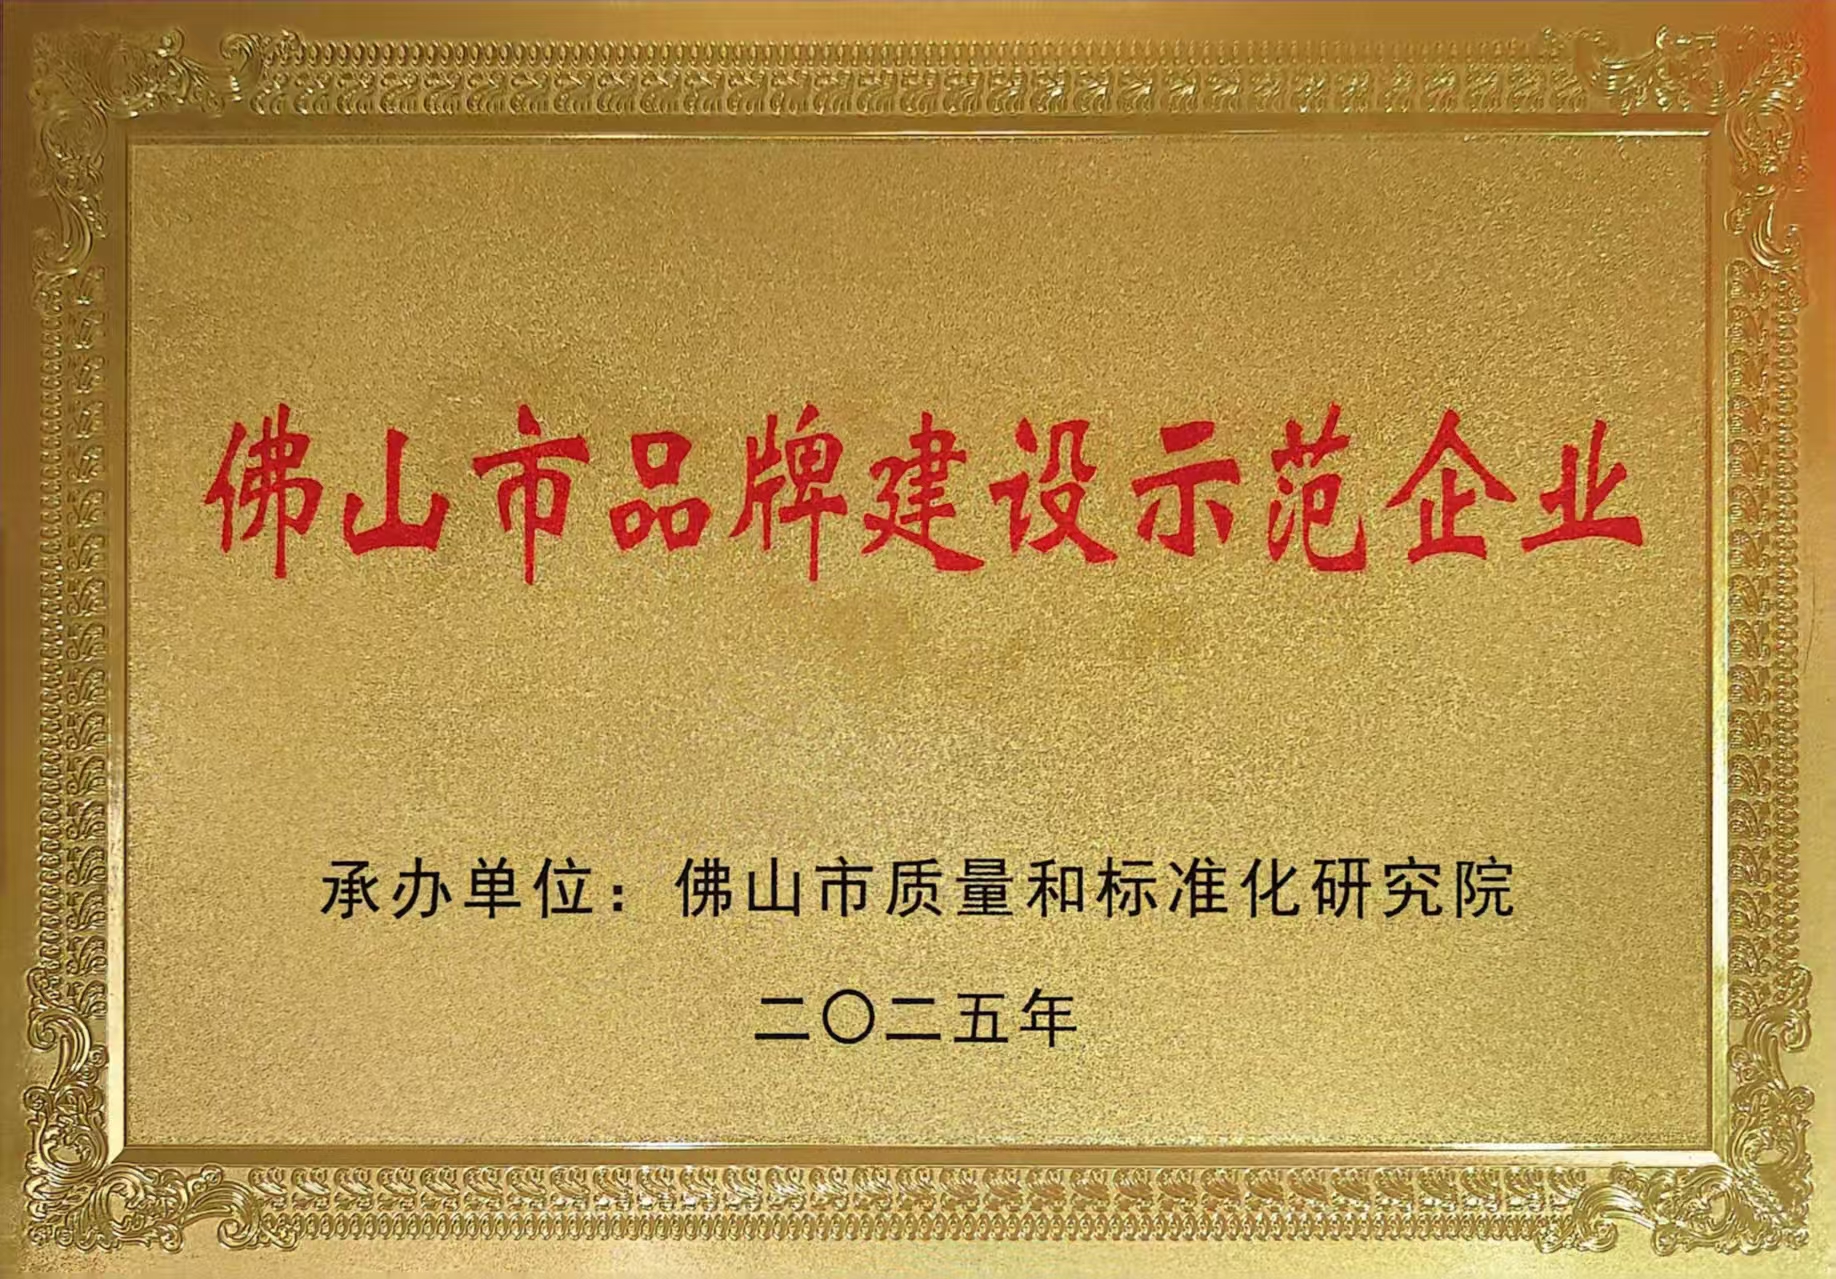 佛山市品牌建设示范企业
承办单位：佛山市质量和标准化研究院
二〇二五年